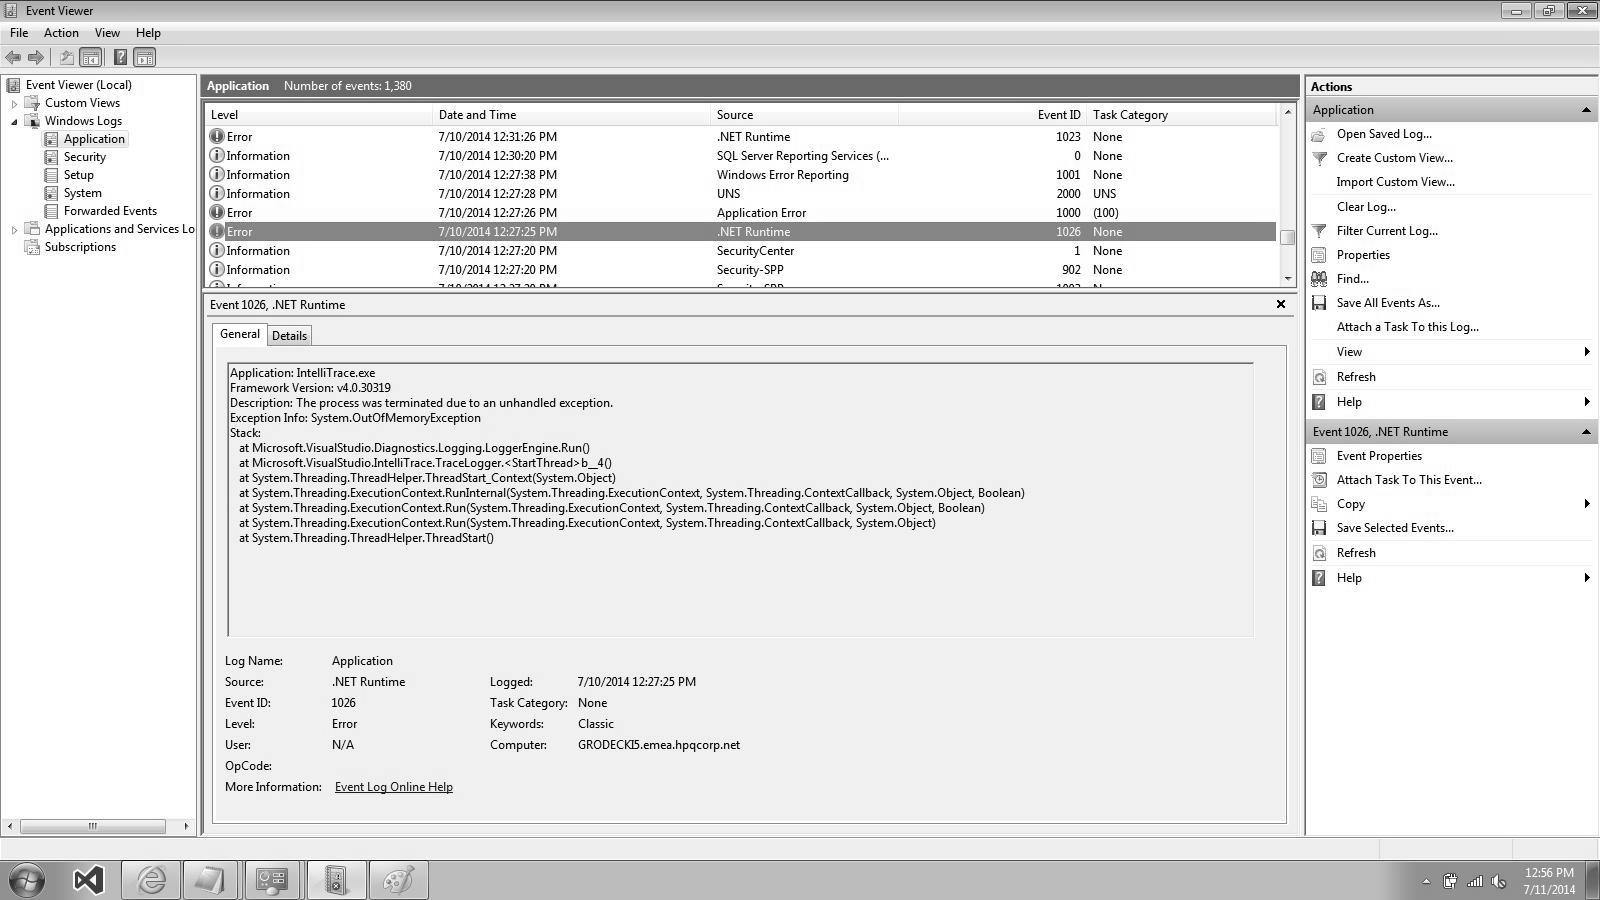 Event Viewer
File Action View Help
Event Viewer (Local)
Custom Views
Windows Logs
Application
Security
Setup
System
Forwarded Events
Applications and Services Lo
Subscriptions
Application Number of events: 1,380
Level Date and Time Source Event ID Task Category
Error 7/10/2014 12:31:26 PM .NET Runtime 1023 None
Information 7/10/2014 12:30:20 PM SQL Server Reporting Services (... 0 None
Information 7/10/2014 12:27:38 PM Windows Error Reporting 1001 None
Information 7/10/2014 12:27:28 PM UNS 2000 UNS
Error 7/10/2014 12:27:26 PM Application Error 1000 (100)
Error 7/10/2014 12:27:25 PM .NET Runtime 1026 None
Information 7/10/2014 12:27:20 PM SecurityCenter 1 None
Information 7/10/2014 12:27:20 PM Security-SPP 902 None
Event 1026, .NET Runtime
General Details
Application: IntelliTrace.exe
Framework Version: v4.0.30319
Description: The process was terminated due to an unhandled exception.
Exception Info: System.OutOfMemoryException
Stack:
at Microsoft.VisualStudio.Diagnostics.Logging.LoggerEngine.Run()
at Microsoft.VisualStudio.IntelliTrace.TraceLogger.<StartThread>b__4()
at System.Threading.ThreadHelper.ThreadStart_Context(System.Object)
at System.Threading.ExecutionContext.RunInternal(System.Threading.ExecutionContext, System.Threading.ContextCallback, System.Object, Boolean)
at System.Threading.ExecutionContext.Run(System.Threading.ExecutionContext, System.Threading.ContextCallback, System.Object, Boolean)
at System.Threading.ExecutionContext.Run(System.Threading.ExecutionContext, System.Threading.ContextCallback, System.Object)
at System.Threading.ThreadHelper.ThreadStart()
Log Name: Application
Source: .NET Runtime Logged: 7/10/2014 12:27:25 PM
Event ID: 1026 Task Category: None
Level: Error Keywords: Classic
User: N/A Computer: GRODECKI5.emea.hpqcorp.net
OpCode:
More Information: Event Log Online Help
Actions
Application
Open Saved Log...
Create Custom View...
Import Custom View...
Clear Log...
Filter Current Log...
Properties
Find...
Save All Events As...
Attach a Task To this Log...
View
Refresh
Help
Event 1026, .NET Runtime
Event Properties
Attach Task To This Event...
Copy
Save Selected Events...
Refresh
Help
12:56 PM
7/11/2014